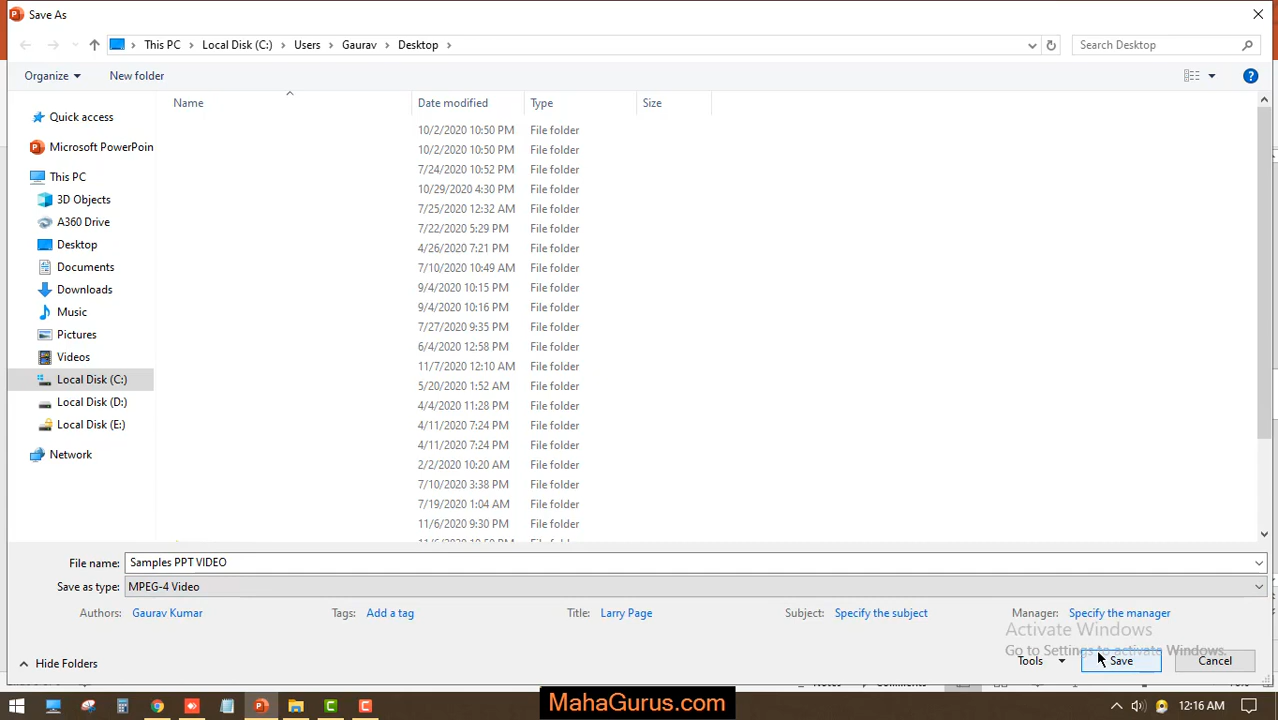 Save As
This PC Local Disk (C:) Users Gaurav Desktop
Search Desktop
Organize New folder
Name Date modified Type Size
Quick access
Microsoft PowerPoin
This PC
3D Objects
A360 Drive
Desktop
Documents
Downloads
Music
Pictures
Videos
Local Disk (C:)
Local Disk (D:)
Local Disk (E:)
Network
10/2/2020 10:50 PM File folder
10/2/2020 10:50 PM File folder
7/24/2020 10:52 PM File folder
10/29/2020 4:30 PM File folder
7/25/2020 12:32 AM File folder
7/22/2020 5:29 PM File folder
4/26/2020 7:21 PM File folder
7/10/2020 10:49 AM File folder
9/4/2020 10:15 PM File folder
9/4/2020 10:16 PM File folder
7/27/2020 9:35 PM File folder
6/4/2020 12:58 PM File folder
11/7/2020 12:10 AM File folder
5/20/2020 1:52 AM File folder
4/4/2020 11:28 PM File folder
4/11/2020 7:24 PM File folder
4/11/2020 7:24 PM File folder
2/2/2020 10:20 AM File folder
7/10/2020 3:38 PM File folder
7/19/2020 1:04 AM File folder
11/6/2020 9:30 PM File folder
File name: Samples PPT VIDEO
Save as type: MPEG-4 Video
Authors: Gaurav Kumar Tags: Add a tag Title: Larry Page Subject: Specify the subject Manager: Specify the manager
Activate Windows
Go to Settings to activate Windows.
Hide Folders Tools Save Cancel
MahaGurus.com
12:16 AM